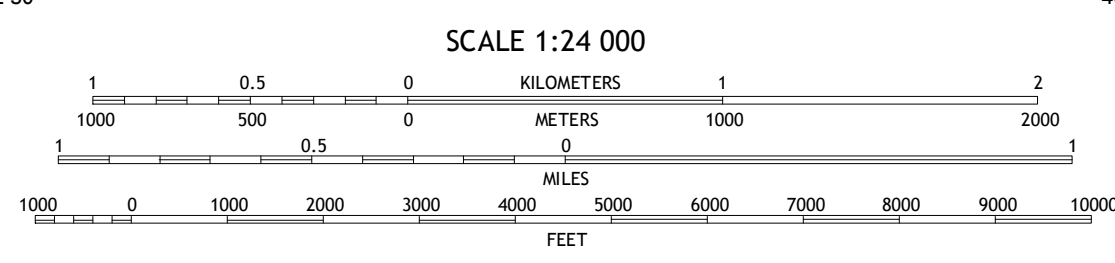 SCALE 1:24 000
1 0.5 0 KILOMETERS 1 2
1000 500 0 METERS 1000 2000
1 0.5 0 1
MILES
1000 0 1000 2000 3000 4000 5000 6000 7000 8000 9000 10000
FEET